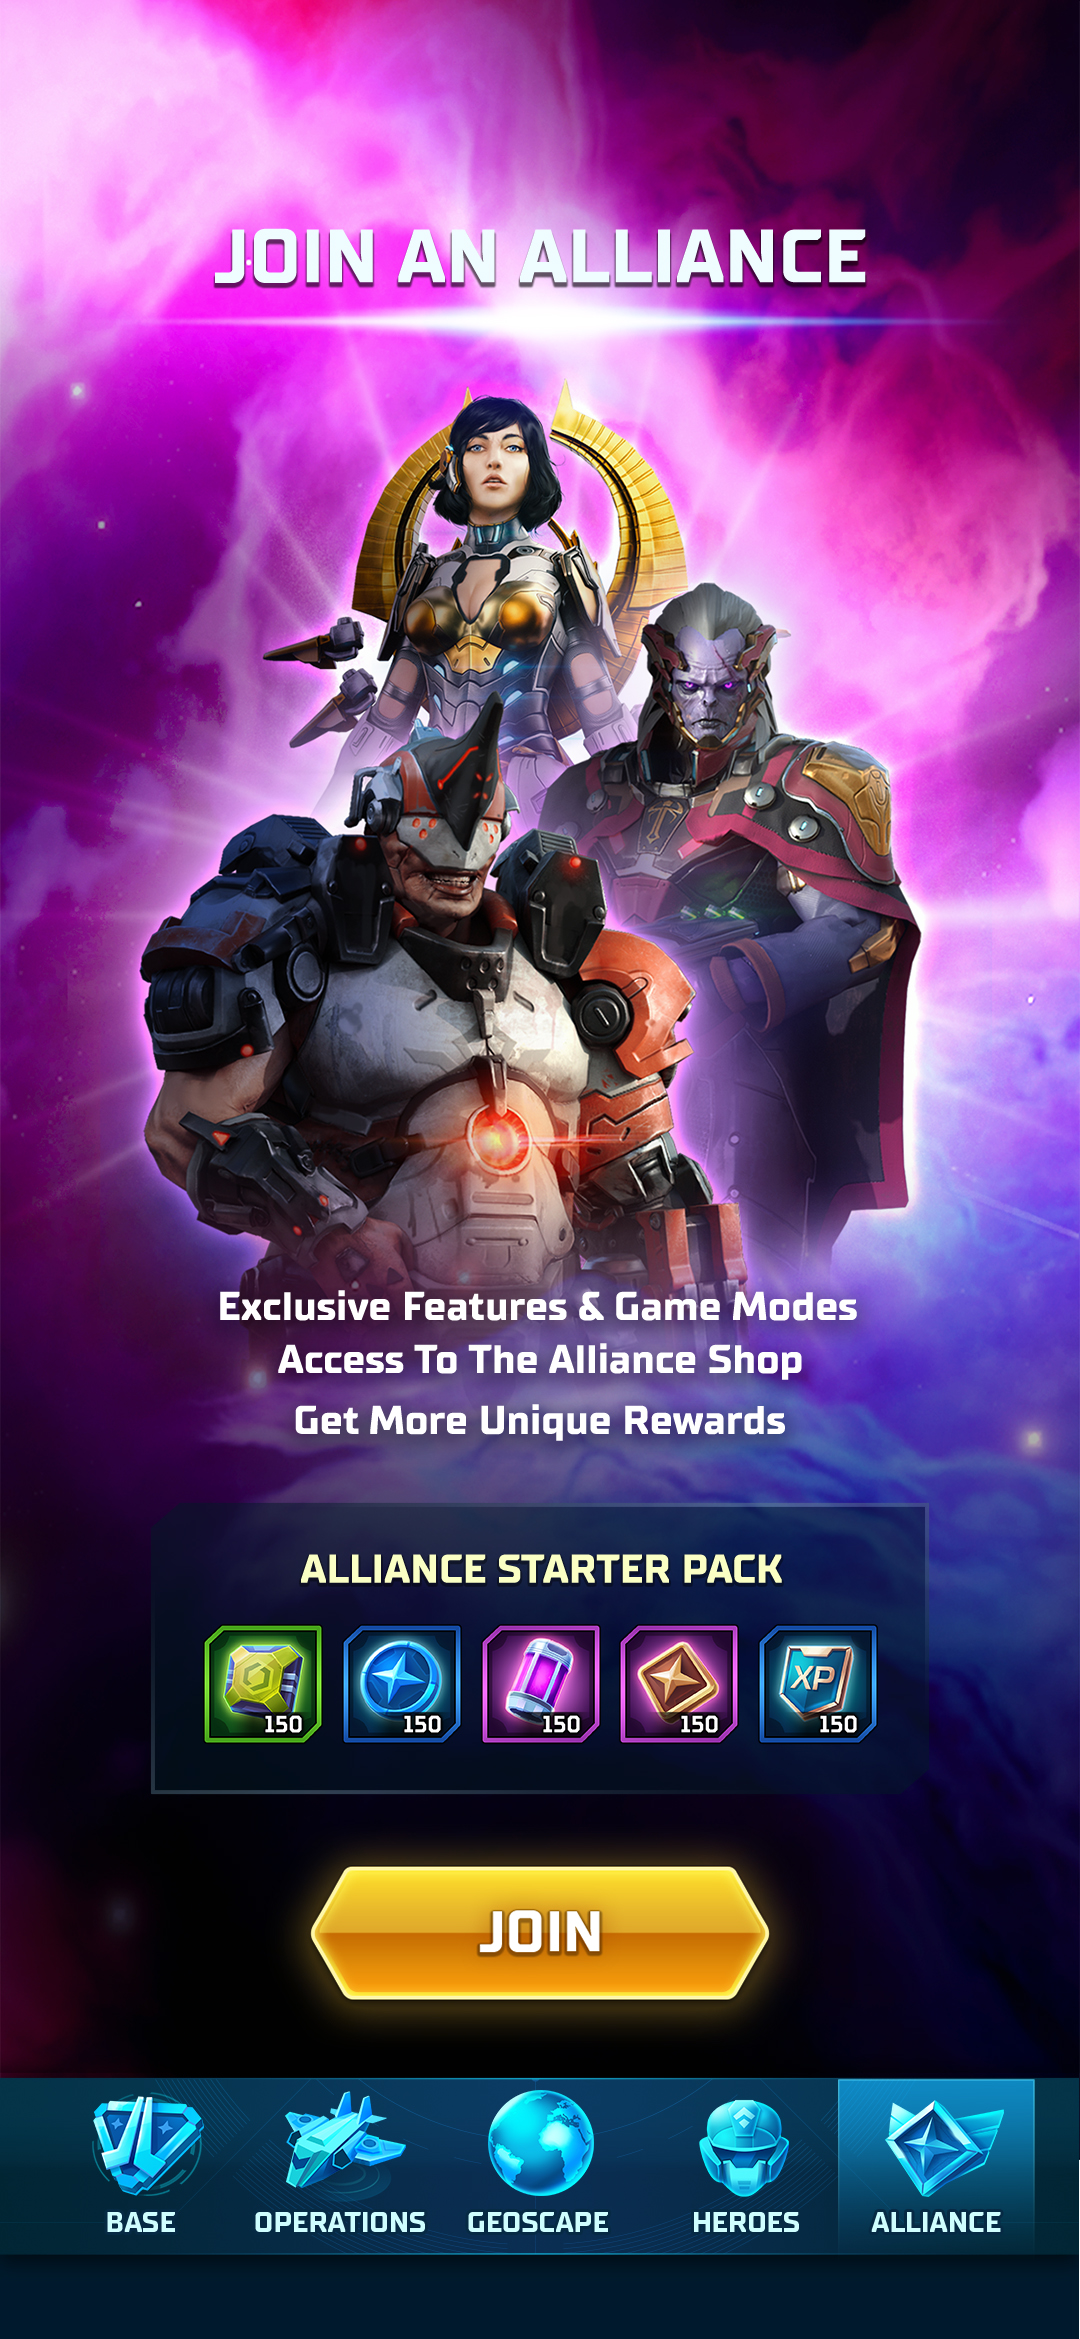 JOIN AN ALLIANCE
Exclusive Features & Game Modes
Access To The Alliance Shop
Get More Unique Rewards
ALLIANCE STARTER PACK
150 150 150 150 XP 150
JOIN
BASE OPERATIONS GEOSCAPE HEROES ALLIANCE